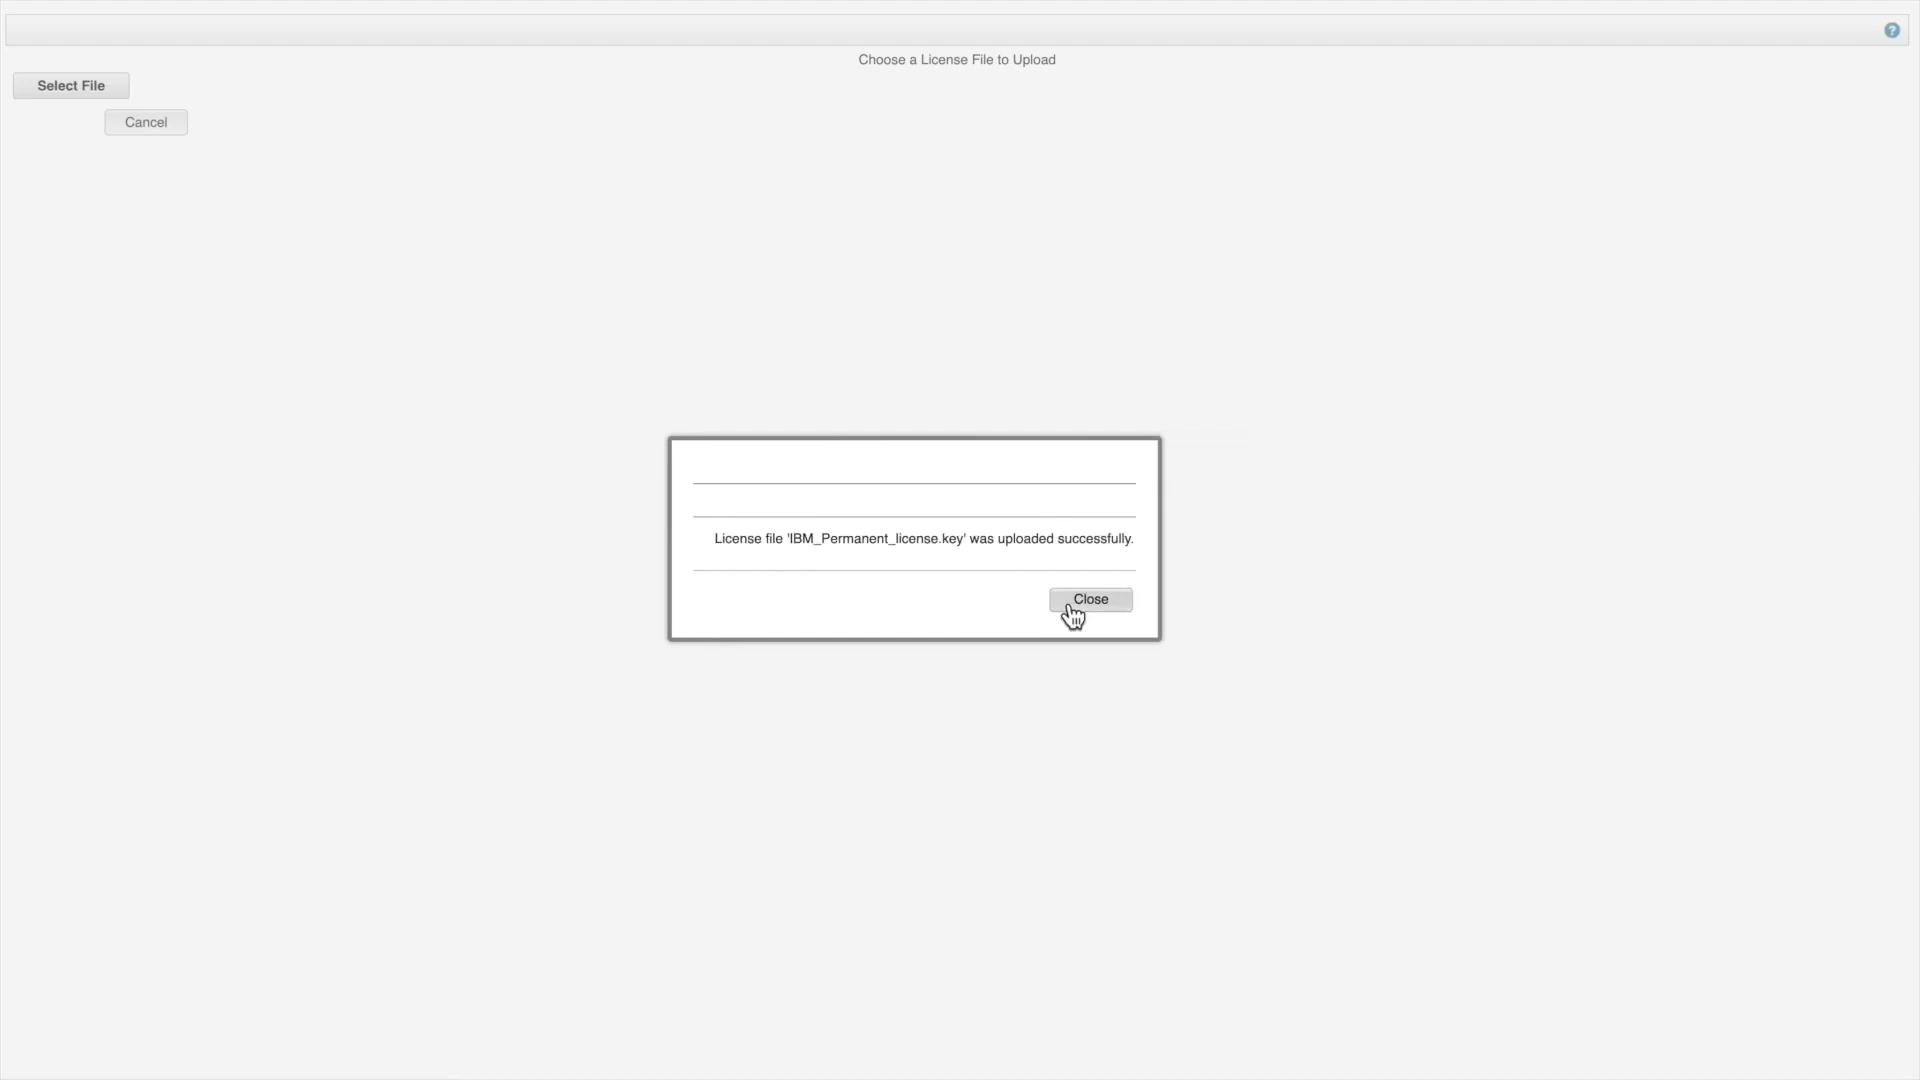 ?
Choose a License File to Upload
Select File
Cancel
License file 'IBM_Permanent_license.key' was uploaded successfully.
Close